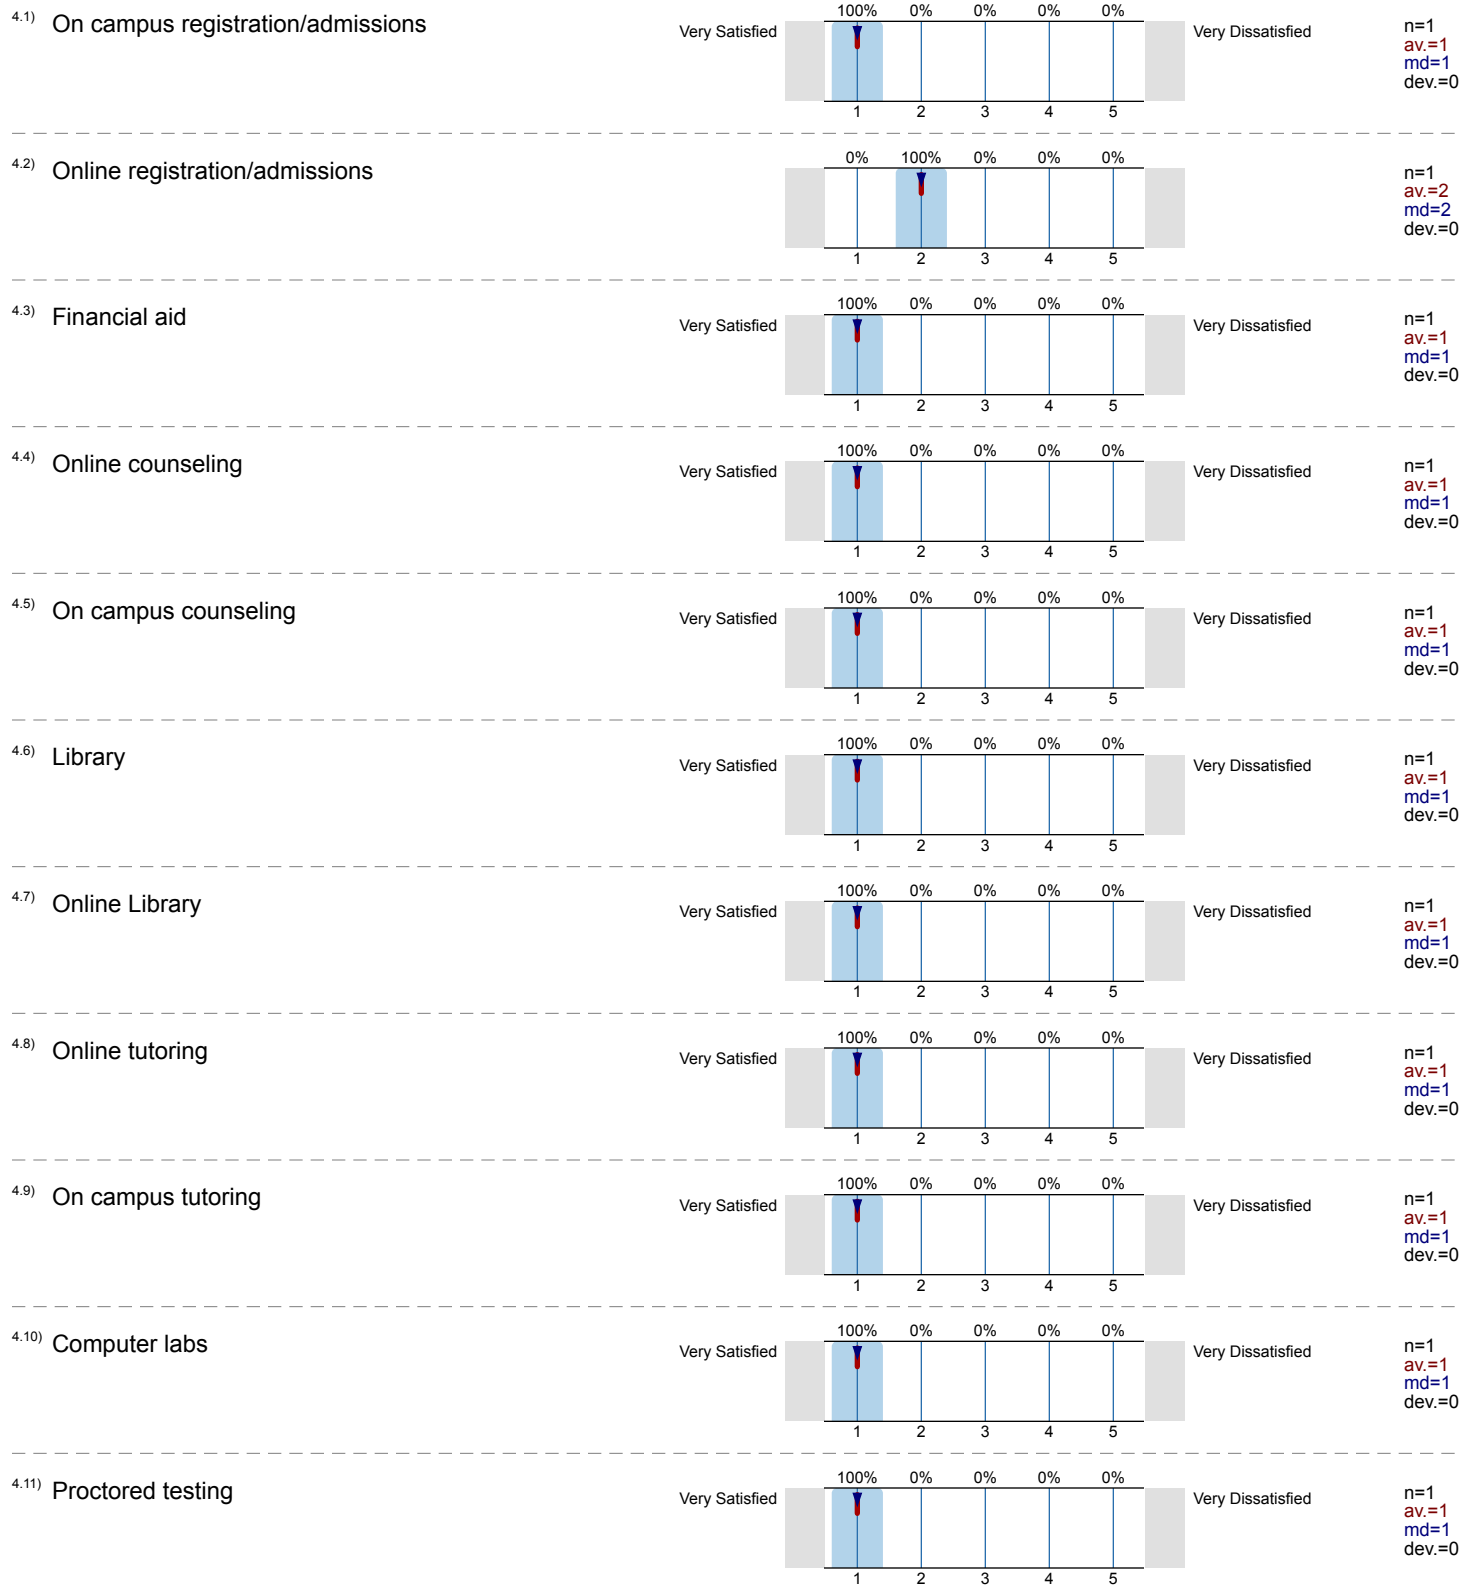 4.1) On campus registration/admissions
100% 0% 0% 0% 0%
Very Satisfied Very Dissatisfied
n=1
av.=1
md=1
dev.=0
1 2 3 4 5
4.2) Online registration/admissions
0% 100% 0% 0% 0%
n=1
av.=2
md=2
dev.=0
1 2 3 4 5
4.3) Financial aid
100% 0% 0% 0% 0%
Very Satisfied Very Dissatisfied
n=1
av.=1
md=1
dev.=0
1 2 3 4 5
4.4) Online counseling
100% 0% 0% 0% 0%
Very Satisfied Very Dissatisfied
n=1
av.=1
md=1
dev.=0
1 2 3 4 5
4.5) On campus counseling
100% 0% 0% 0% 0%
Very Satisfied Very Dissatisfied
n=1
av.=1
md=1
dev.=0
1 2 3 4 5
4.6) Library
100% 0% 0% 0% 0%
Very Satisfied Very Dissatisfied
n=1
av.=1
md=1
dev.=0
1 2 3 4 5
4.7) Online Library
100% 0% 0% 0% 0%
Very Satisfied Very Dissatisfied
n=1
av.=1
md=1
dev.=0
1 2 3 4 5
4.8) Online tutoring
100% 0% 0% 0% 0%
Very Satisfied Very Dissatisfied
n=1
av.=1
md=1
dev.=0
1 2 3 4 5
4.9) On campus tutoring
100% 0% 0% 0% 0%
Very Satisfied Very Dissatisfied
n=1
av.=1
md=1
dev.=0
1 2 3 4 5
4.10) Computer labs
100% 0% 0% 0% 0%
Very Satisfied Very Dissatisfied
n=1
av.=1
md=1
dev.=0
1 2 3 4 5
4.11) Proctored testing
100% 0% 0% 0% 0%
Very Satisfied Very Dissatisfied
n=1
av.=1
md=1
dev.=0
1 2 3 4 5